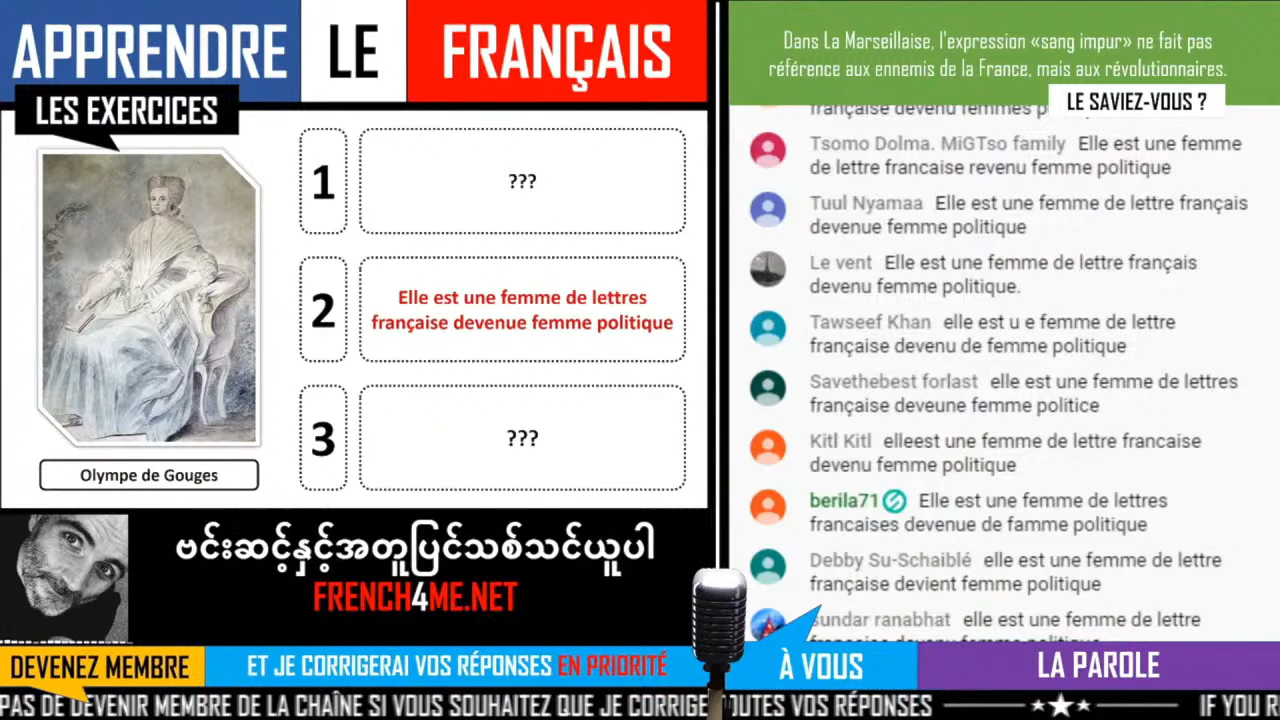 APPRENDRE LE FRANÇAIS
LES EXERCICES
1
???
2
Elle est une femme de lettres
française devenue femme politique
3
???
Olympe de Gouges
ဗင်းဆင့်နှင့်အတူပြင်သစ်သင်ယူပါ
FRENCH4ME.NET
Dans La Marseillaise, l'expression «sang impur» ne fait pas
référence aux ennemis de la France, mais aux révolutionnaires.
LE SAVIEZ-VOUS ?
française devenu femmes
Tsomo Dolma. MiGTso family Elle est une femme
de lettre francaise revenu femme politique
Tuul Nyamaa Elle est une femme de lettre français
devenue femme politique
Le vent Elle est une femme de lettre français
devenu femme politique.
Tawseef Khan elle est u e femme de lettre
française devenu de femme politique
Savethebest forlast elle est une femme de lettres
française deveune femme politice
Kitl Kitl elleest une femme de lettre francaise
devenu femme politique
berila71 Elle est une femme de lettres
francaises devenue de famme politique
Debby Su-Schaiblé elle est une femme de lettre
française devient femme politique
sundar ranabhat elle est une femme de lettre
française devenu femme politique
DEVENEZ MEMBRE
ET JE CORRIGERAI VOS RÉPONSES EN PRIORITÉ
À VOUS
LA PAROLE
PAS DE DEVENIR MEMBRE DE LA CHAÎNE SI VOUS SOUHAITEZ QUE JE CORRIGE TOUTES VOS RÉPONSES
IF YOU R